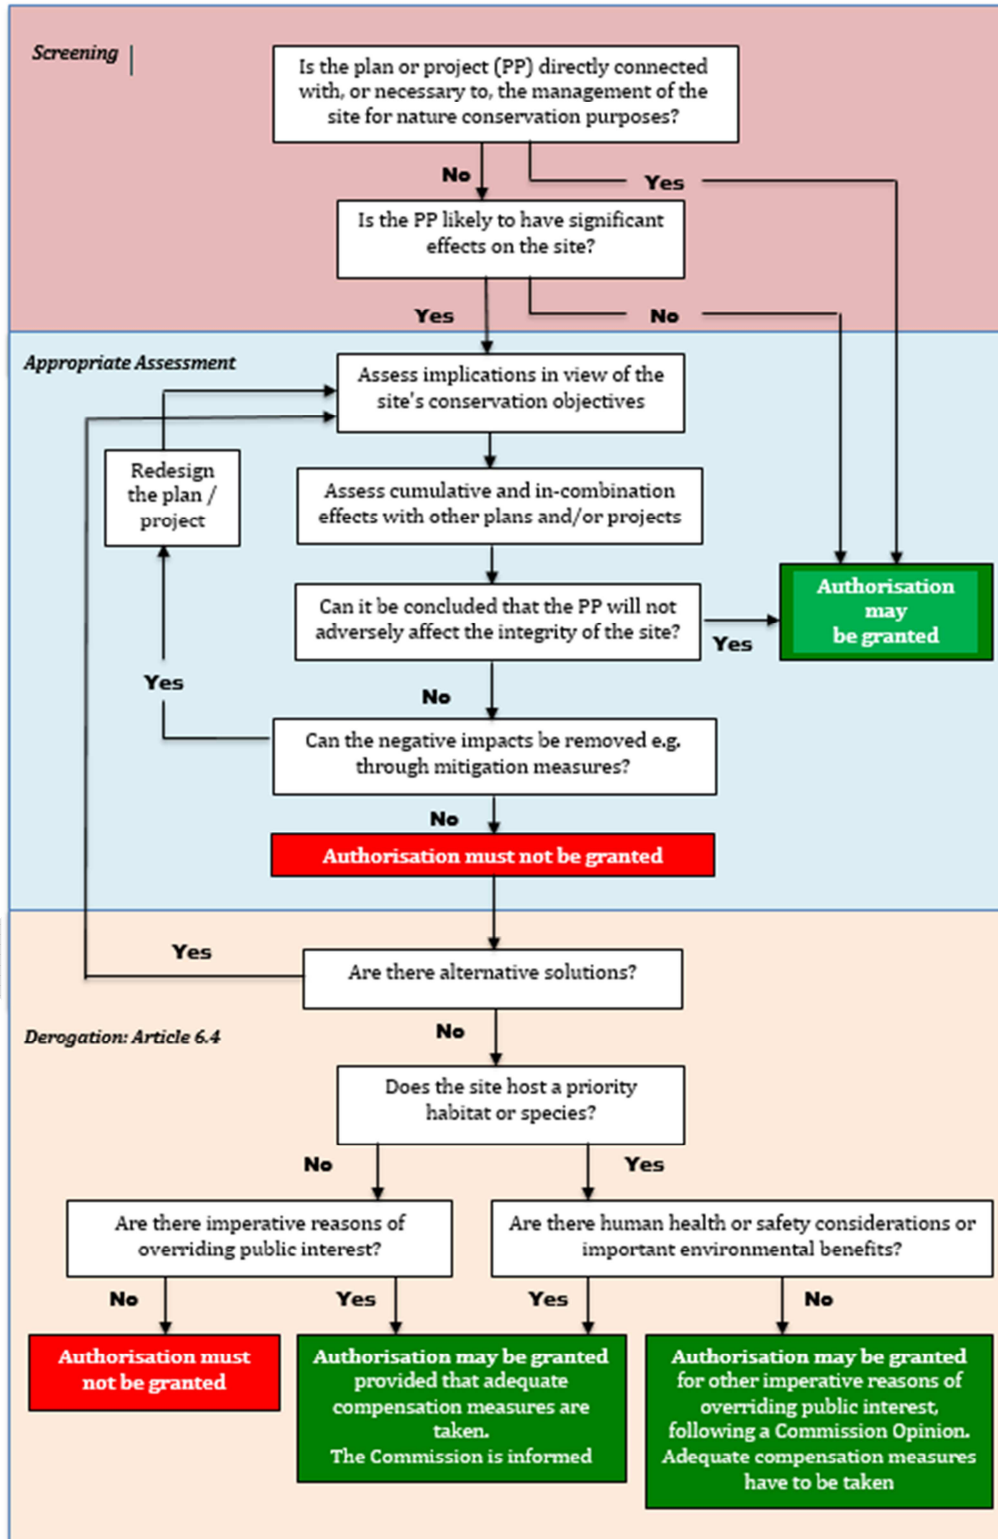 Screening
Is the plan or project (PP) directly connected
with, or necessary to, the management of the
site for nature conservation purposes?
No
Yes
Is the PP likely to have significant
effects on the site?
Yes
No
Appropriate Assessment
Assess implications in view of the
site's conservation objectives
Redesign
the plan /
project
Assess cumulative and in-combination
effects with other plans and/or projects
Authorisation
may
be granted
Can it be concluded that the PP will not
adversely affect the integrity of the site?
Yes
Yes
No
Can the negative impacts be removed e.g.
through mitigation measures?
No
Authorisation must not be granted
Yes
Are there alternative solutions?
Derogation: Article 6.4
No
Does the site host a priority
habitat or species?
No
Yes
Are there imperative reasons of
overriding public interest?
Are there human health or safety considerations or
important environmental benefits?
No
Yes
Yes
No
Authorisation must
not be granted
Authorisation may be granted
provided that adequate
compensation measures are
taken.
The Commission is informed
Authorisation may be granted
for other imperative reasons of
overriding public interest,
following a Commission Opinion.
Adequate compensation measures
have to be taken